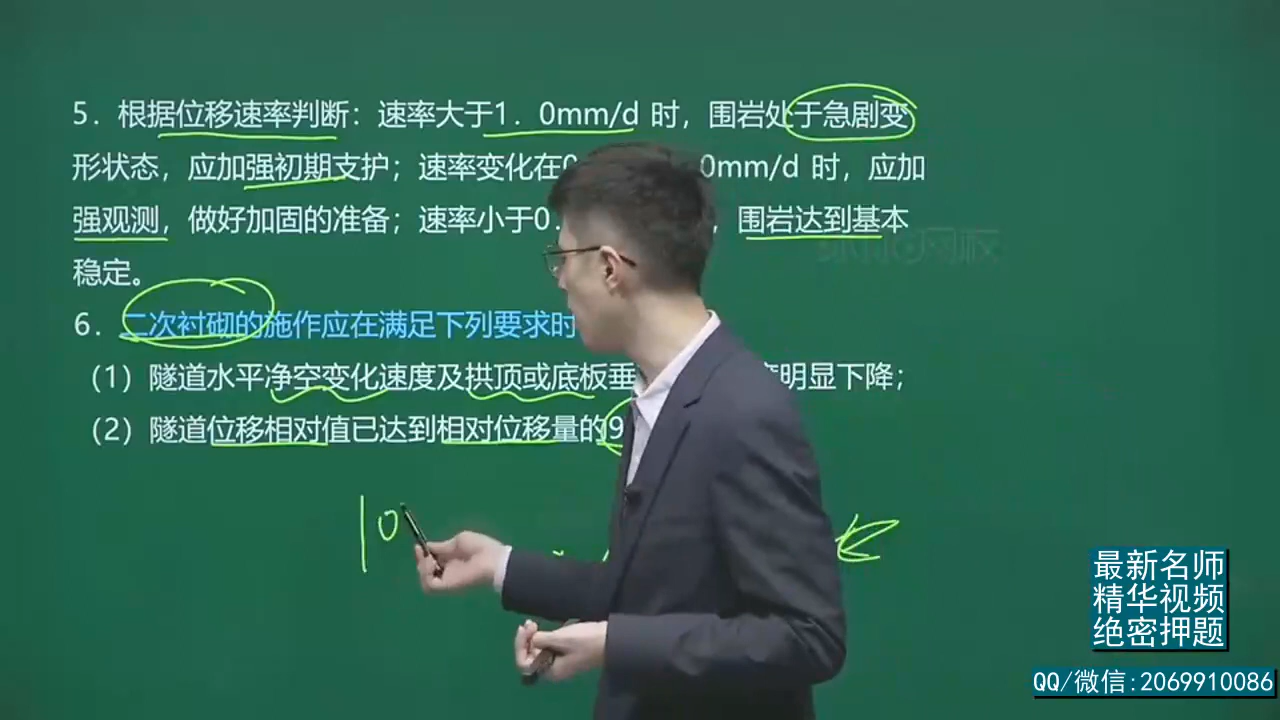 5. 根据位移速率判断：速率大于1. 0mm/d 时，围岩处于急剧变
形状态，应加强初期支护；速率变化在0 0mm/d 时，应加
强观测，做好加固的准备；速率小于0. ，围岩达到基本
稳定。
6. 二次衬砌的施作应在满足下列要求时
（1）隧道水平净空变化速度及拱顶或底板垂 明显下降；
（2）隧道位移相对值已达到相对位移量的9
10
最新名师
精华视频
绝密押题
QQ/微信:2069910086